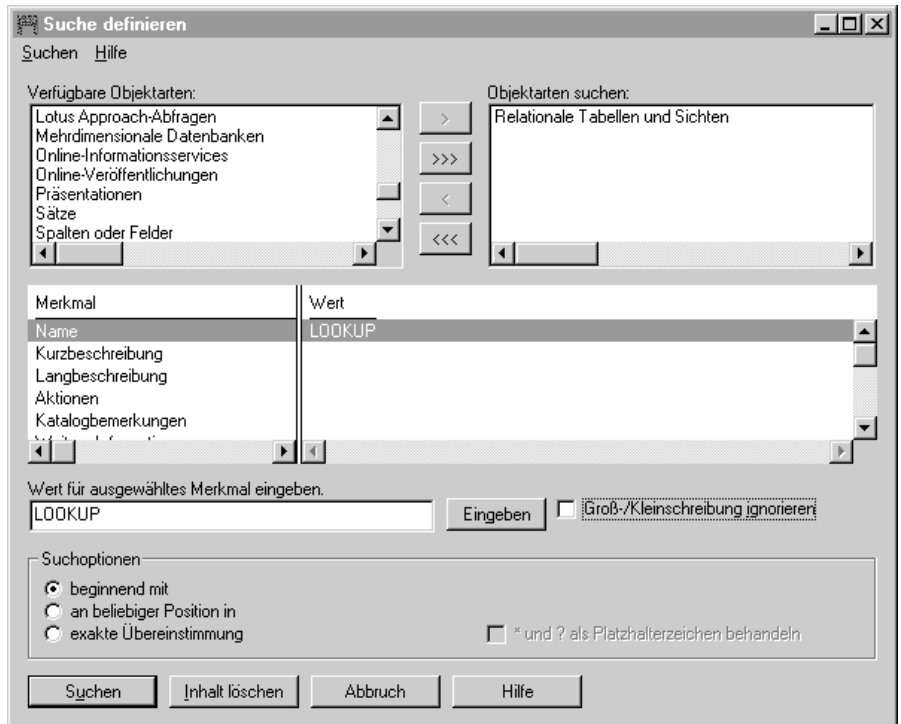 Suche definieren
Suchen Hilfe
Verfügbare Objektarten:
Lotus Approach-Abfragen
Mehrdimensionale Datenbanken
Online-Informationsservices
Online-Veröffentlichungen
Präsentationen
Sätze
Spalten oder Felder
>
>>>
<
<<<
Objektarten suchen:
Relationale Tabellen und Sichten
Merkmal Wert
Name LOOKUP
Kurzbeschreibung
Langbeschreibung
Aktionen
Katalogbemerkungen
Wert für ausgewähltes Merkmal eingeben.
LOOKUP Eingeben Groß-/Kleinschreibung ignorieren
Suchoptionen
beginnend mit
an beliebiger Position in
exakte Übereinstimmung * und ? als Platzhalterzeichen behandeln
Suchen Inhalt löschen Abbruch Hilfe